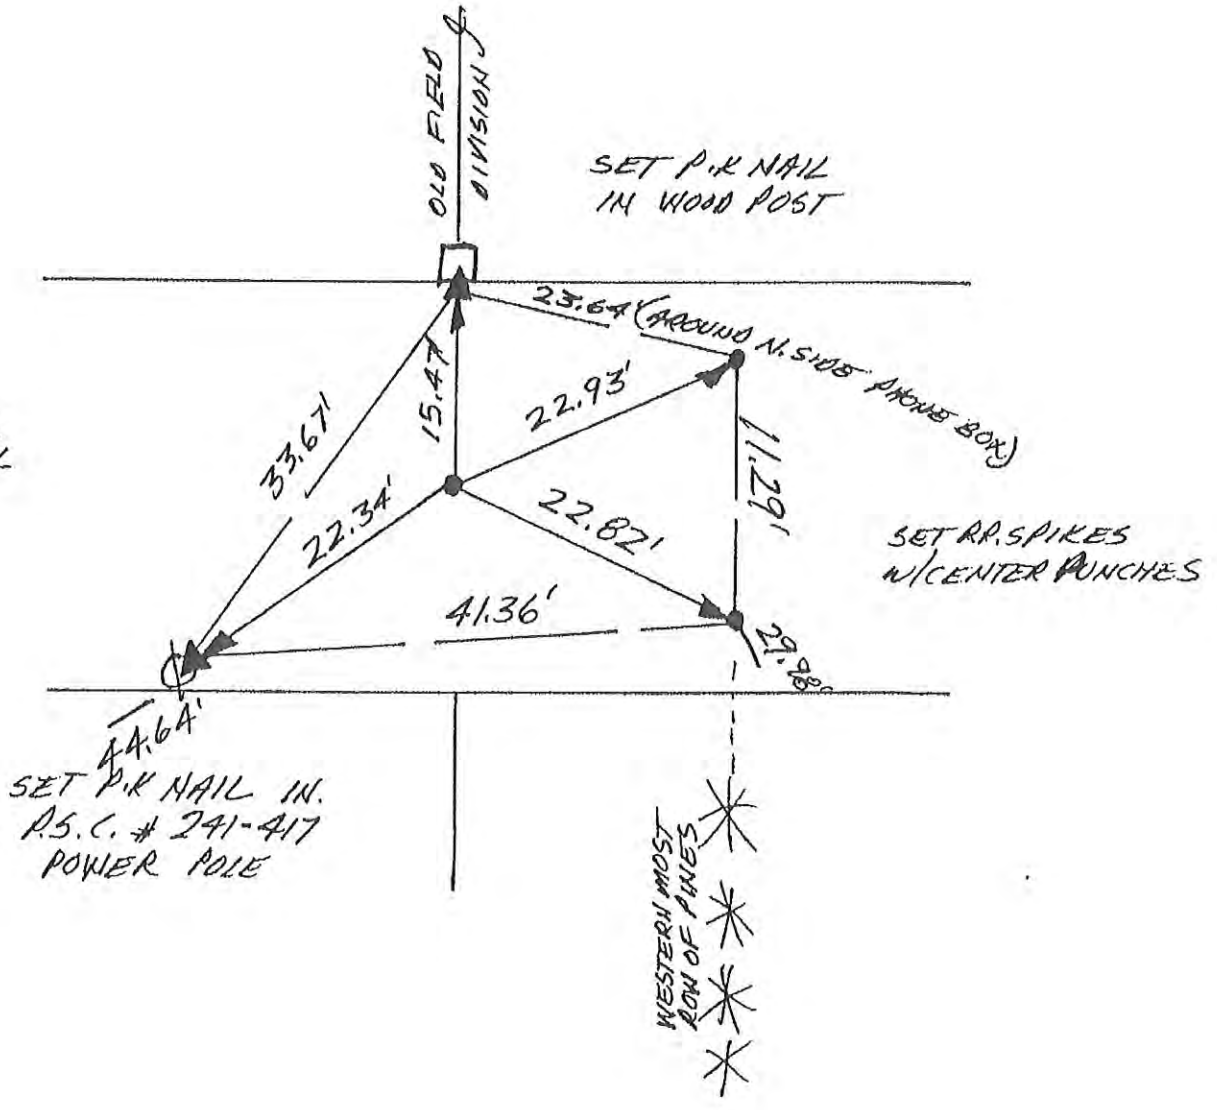 OLD FIELD
DIVISION
SET P.K NAIL
IN WOOD POST
23.64' (AROUND N. SIDE PHONE BOX)
15.47'
22.93'
33.67'
11.29'
22.34'
22.82'
SET R.R. SPIKES
W/CENTER PUNCHES
41.36'
29.98'
44.64'
SET P.K NAIL IN.
P.S.C. # 241-417
POWER POLE
WESTERN MOST
ROW OF PINES